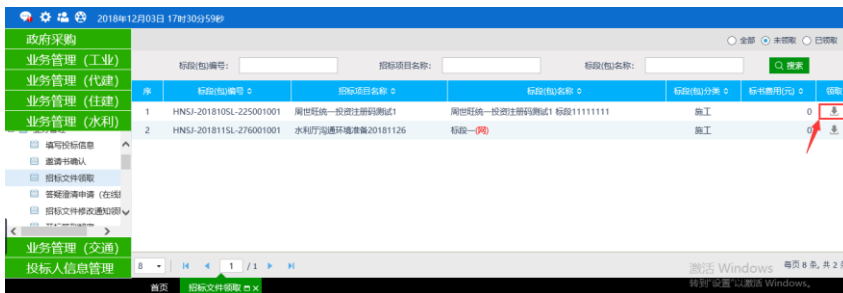 2018年12月03日 17时30分59秒
政府采购
全部 未领取 已领取
业务管理（工业）
标段(包)编号: 招标项目名称: 标段(包)名称: 搜索
业务管理（代建）
序 标段(包)编号 招标项目名称 标段(包)名称 标段(包)分类 标书费用(元) 领取
业务管理（住建）
1 HNSJ-201810SL-225001001 周世珏统一投资注册码测试1 周世珏统一投资注册码测试1 标段11111111 施工 0
业务管理（水利）
2 HNSJ-201811SL-276001001 水利厅沟通环境准备20181126 标段一(网) 施工 0
填写投标信息
邀请书确认
招标文件领取
答疑澄清申请（在线
招标文件修改通知领
业务管理（交通）
投标人信息管理
8 1 / 1 每页 8 条, 共 2
激活 Windows
转到"设置"以激活 Windows。
首页 招标文件领取